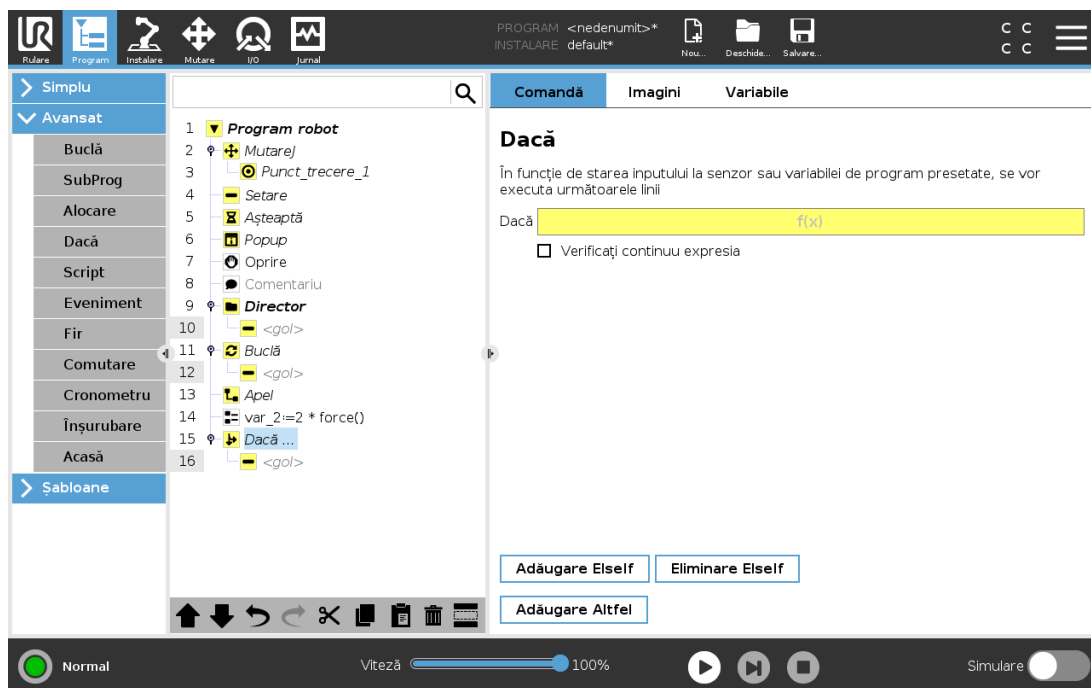 PROGRAM <nedenumit>*
INSTALARE default*
Rulare Program Instalare Mutare I/O Jurnal
Nou... Deschide... Salvare...
C C
C C
Simplu
Avansat
Buclă
SubProg
Alocare
Dacă
Script
Eveniment
Fir
Comutare
Cronometru
Înșurubare
Acasă
Șabloane
1 Program robot
2 MutareJ
3 Punct_trecere_1
4 Setare
5 Așteaptă
6 Popup
7 Oprire
8 Comentariu
9 Director
10 <gol>
11 Buclă
12 <gol>
13 Apel
14 var_2:=2 * force()
15 Dacă ...
16 <gol>
Comandă Imagini Variabile
Dacă
În funcție de starea inputului la senzor sau variabilei de program presetate, se vor
executa următoarele linii
Dacă f(x)
Verificați continuu expresia
Adăugare ElseIf Eliminare ElseIf
Adăugare Altfel
Normal Viteză 100% Simulare